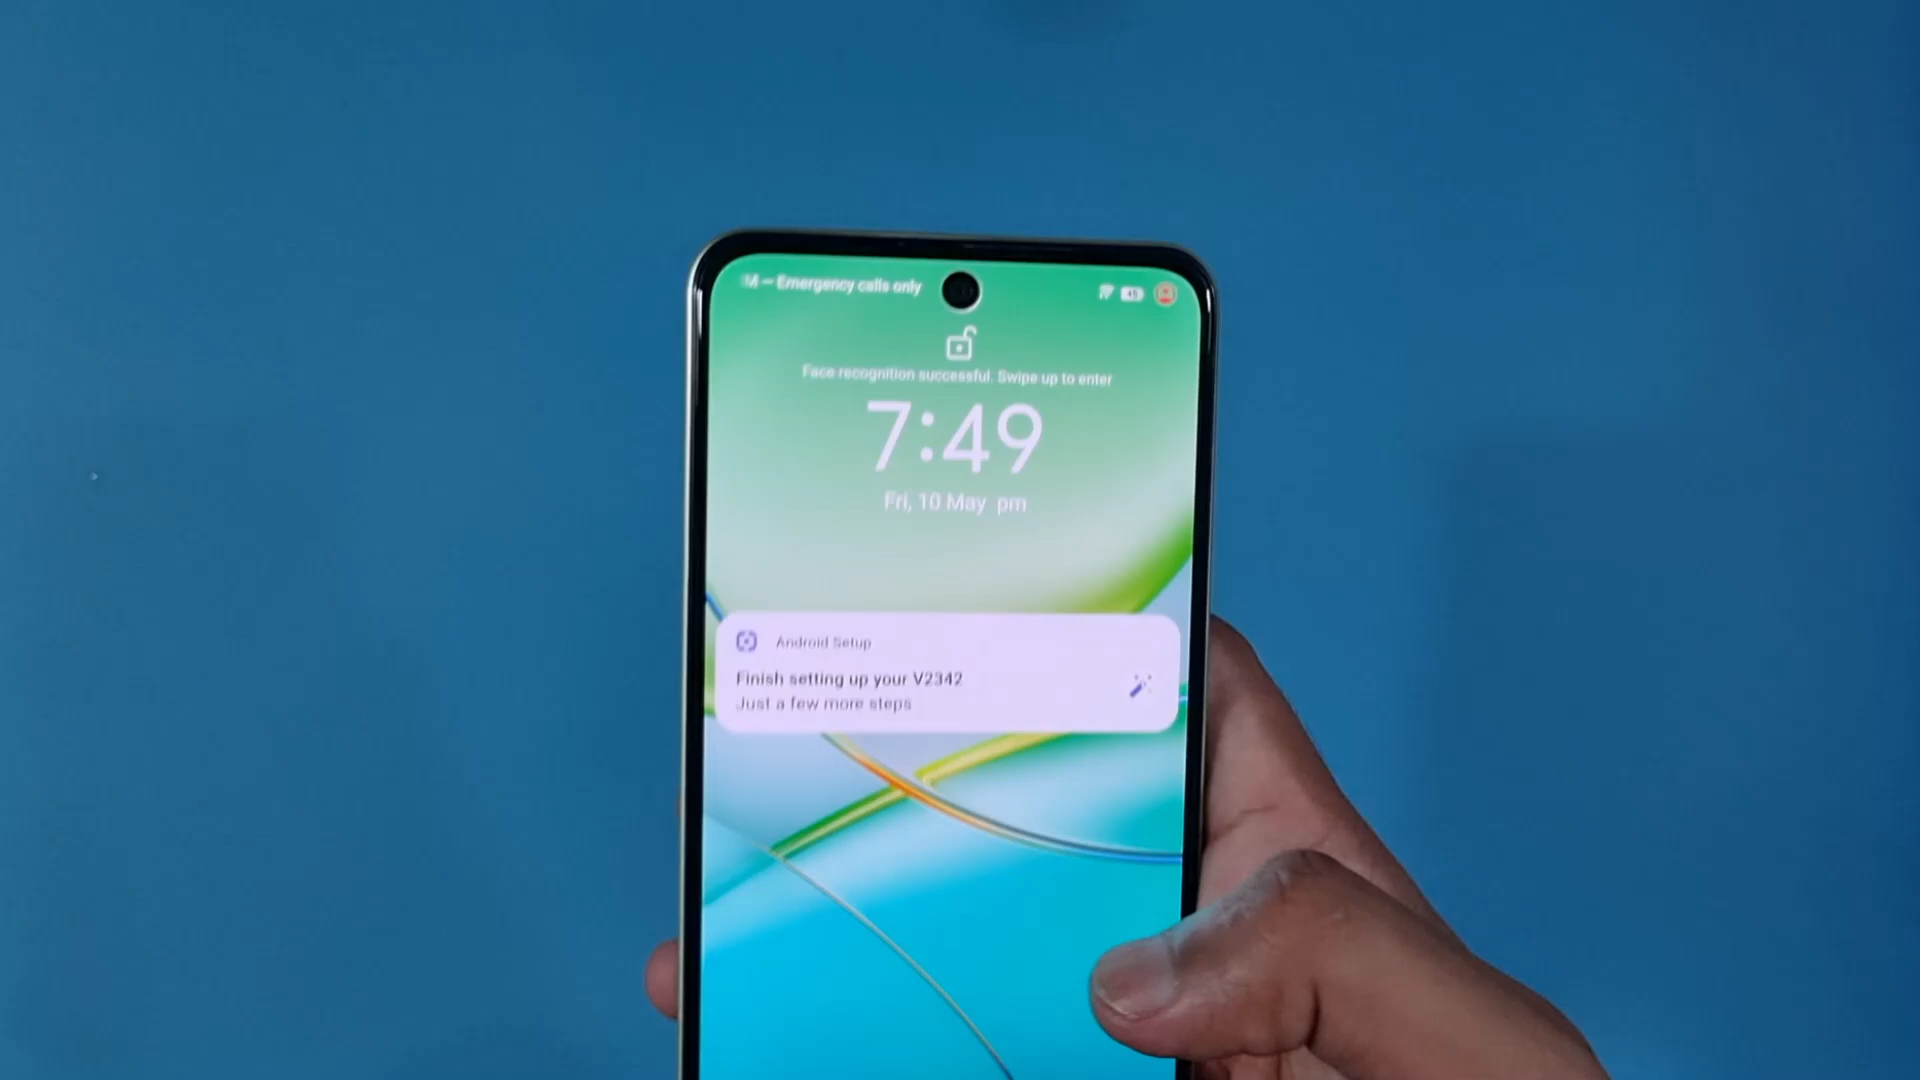 — Emergency calls only
45
Face recognition successful. Swipe up to enter
7:49
Fri, 10 May pm
Android Setup
Finish setting up your V2342
Just a few more steps